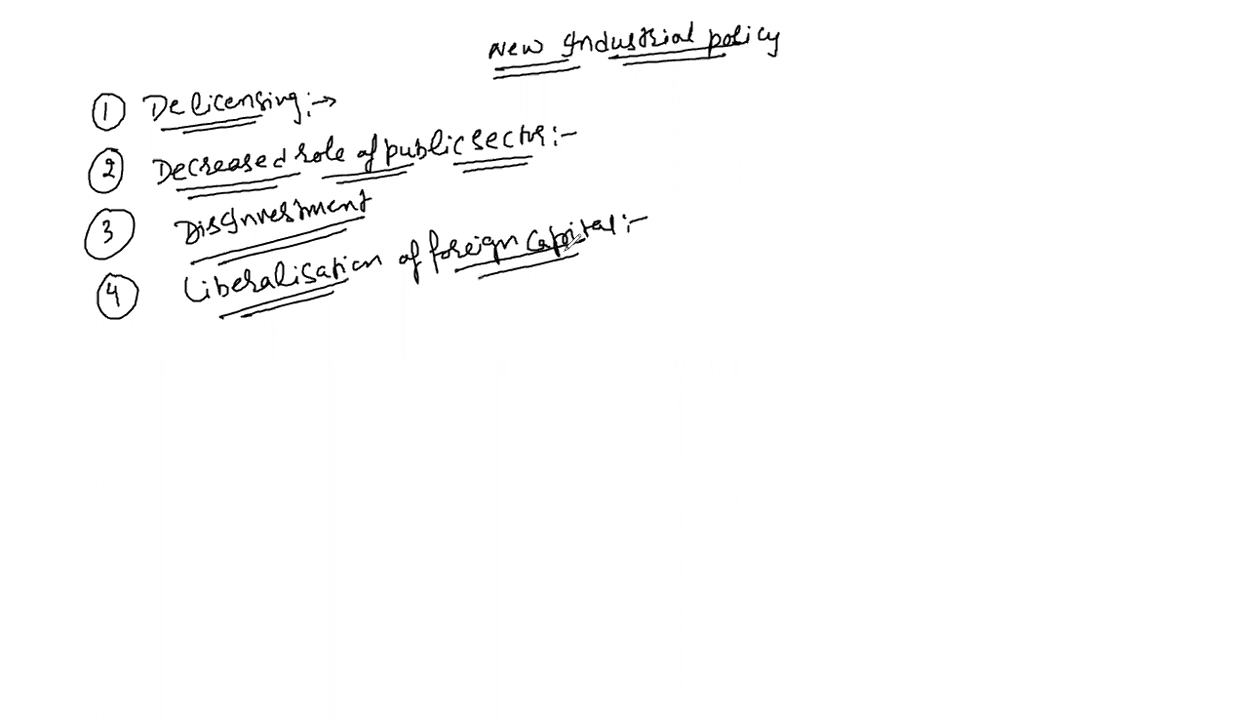 New Industrial policy
① Delicensing:→
② Decreased role of public sector:-
③ Disinvestment
④ Liberalisation of foreign capital:-